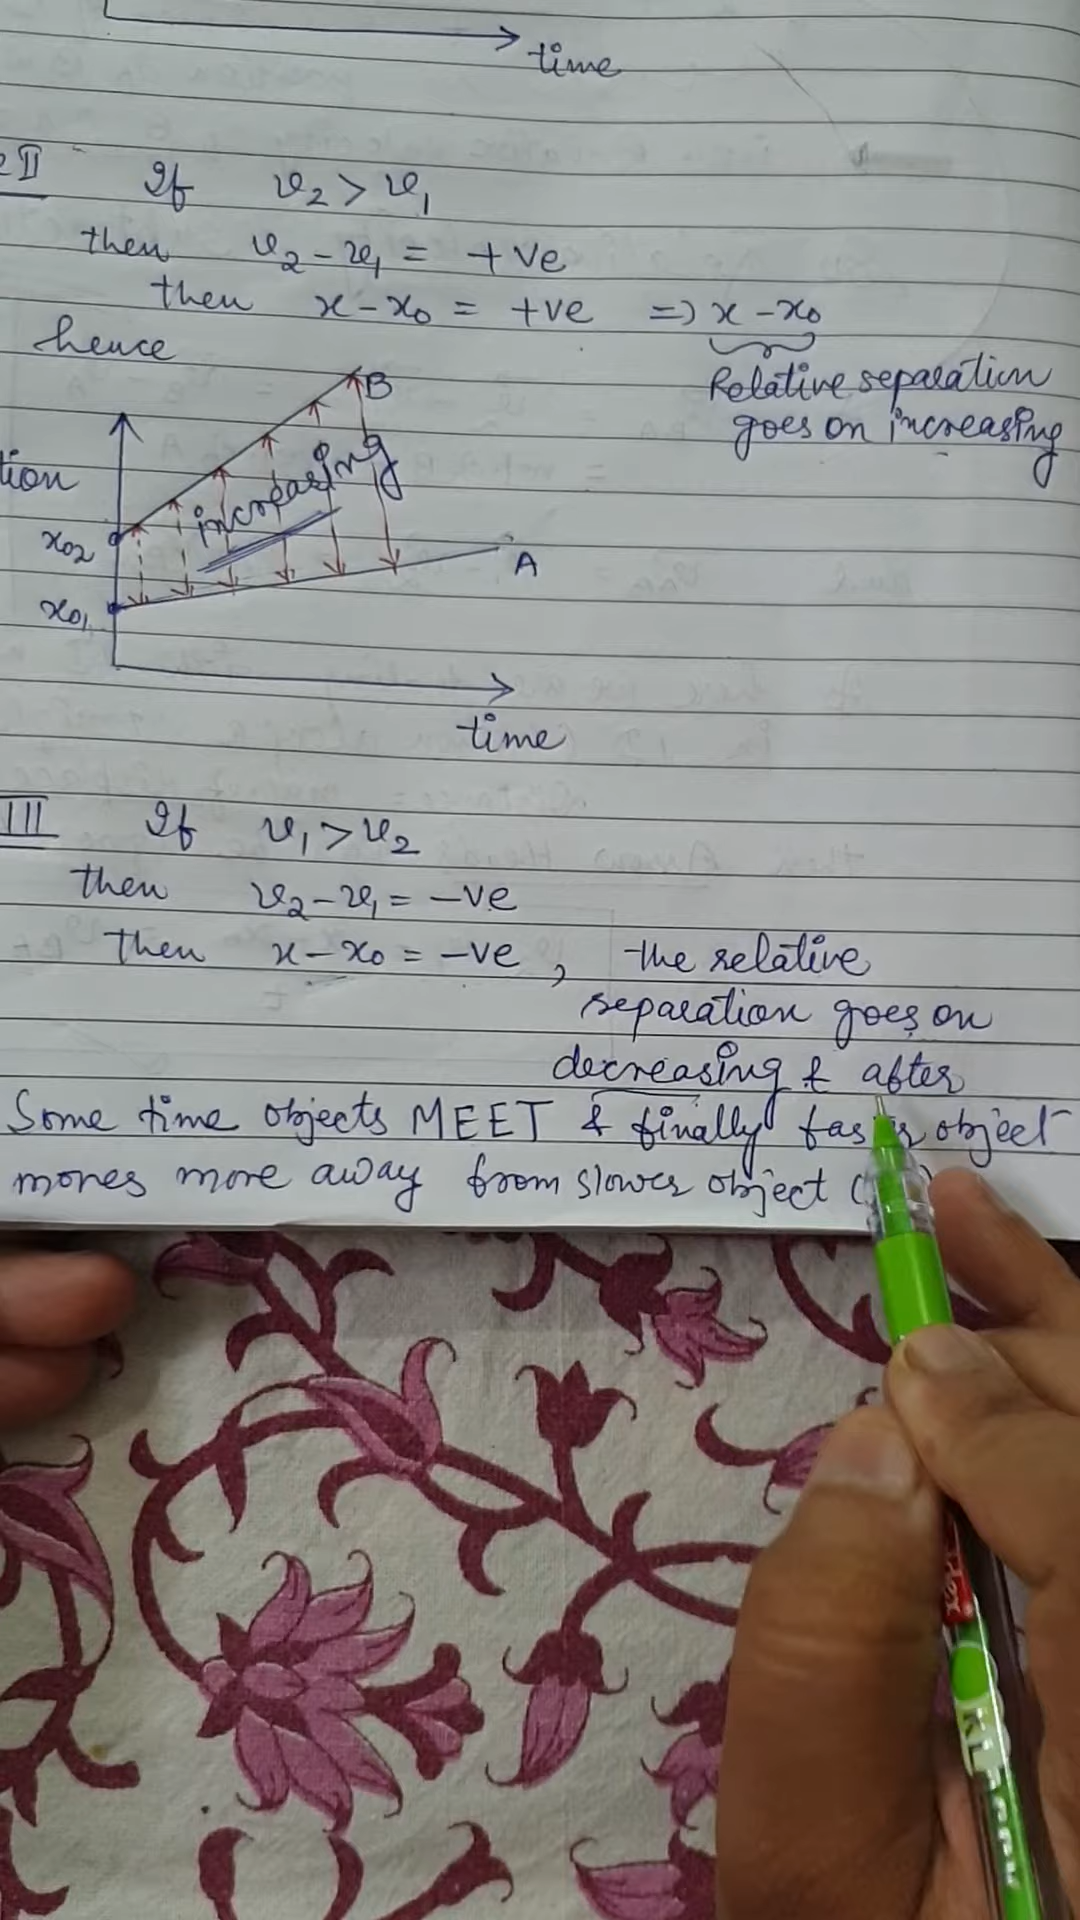 time
II If v₂ > v₁
then v₂ - v₁ = +ve
then x - x₀ = +ve ⇒ x - x₀
hence
Relative separation
goes on increasing
B
increasing
tion
x₀₂
A
x₀₁
time
III If v₁ > v₂
then v₂ - v₁ = -ve
then x - x₀ = -ve , the relative
separation goes on
decreasing & after
Some time objects MEET & finally object
moves more away from slower object (